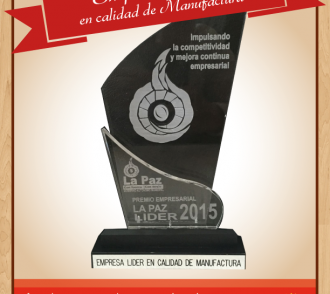 en calidad de Manufactura
Impulsando
la competitividad
y mejora continua
empresarial
La Paz
PREMIO EMPRESARIAL
LA PAZ
LIDER 2015
EMPRESA LIDER EN CALIDAD DE MANUFACTURA